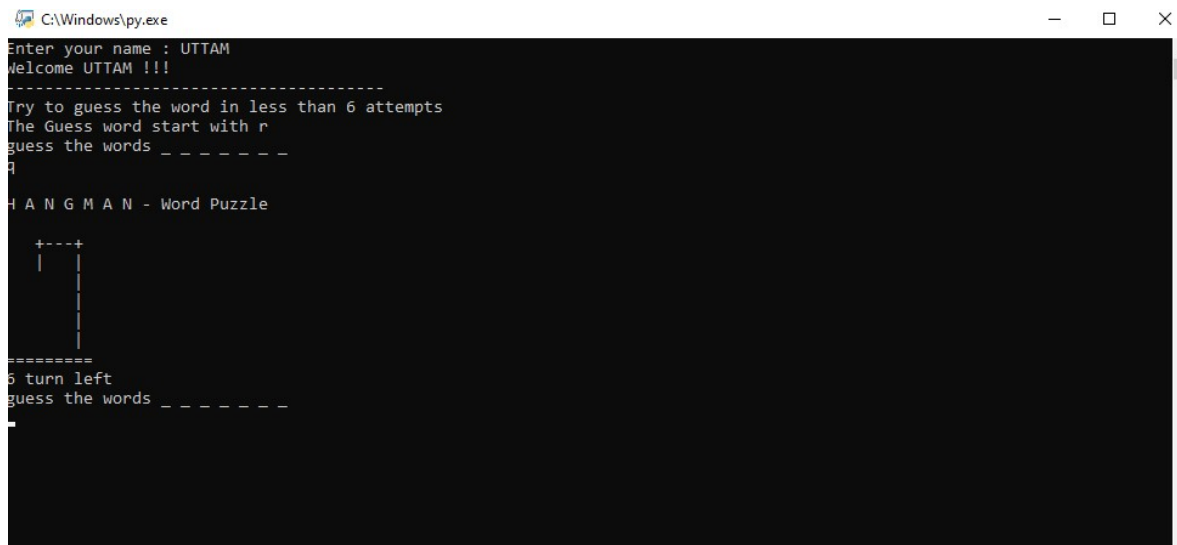 C:\Windows\py.exe
Enter your name : UTTAM
Welcome UTTAM !!!
---------------------------------------
Try to guess the word in less than 6 attempts
The Guess word start with r
guess the words _ _ _ _ _ _ _
q
H A N G M A N - Word Puzzle
+---+
|   |
|
|
|
|
=========
6 turn left
guess the words _ _ _ _ _ _ _